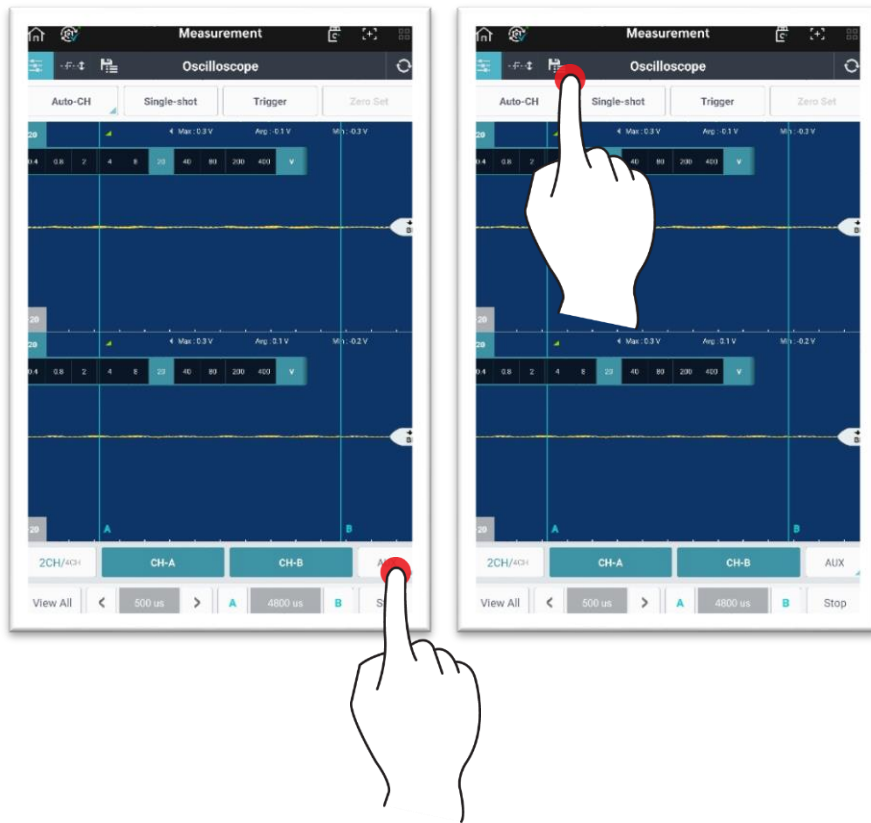 Measurement
Oscilloscope
Auto-CH Single-shot Trigger Zero Set
20 Max : 0.3 V Avg : -0.1 V Min : -0.3 V
0.4 0.8 2 4 8 20 40 80 200 400 V
20
20 Max : 0.3 V Avg : 0.1 V Min : -0.2 V
0.4 0.8 2 4 8 20 40 80 200 400 V
20 A B
2CH/4CH CH-A CH-B
View All < 500 us > A 4800 us B
Measurement
Oscilloscope
Auto-CH Single-shot Trigger Zero Set
20 Max : 0.3 V Avg : -0.1 V Min : -0.3 V
0.4 0.8 2 20 40 80 200 400 V
20
20 Max : 0.3 V Avg : 0.1 V Min : -0.2 V
0.4 0.8 2 4 8 20 40 80 200 400 V
20 A B
2CH/4CH CH-A CH-B AUX
View All < 500 us > A 4800 us B Stop